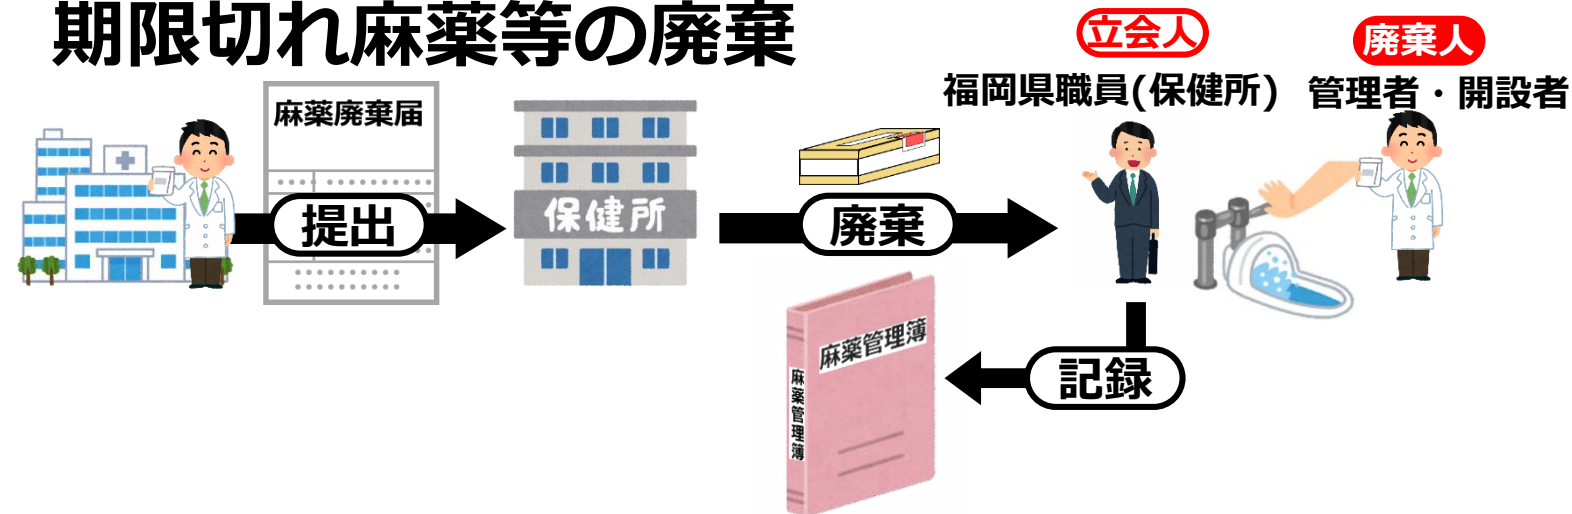 期限切れ麻薬等の廃棄
立会人
廃棄人
福岡県職員(保健所)
管理者・開設者
麻薬廃棄届
提出
保健所
廃棄
麻薬管理簿
麻薬管理簿
記録